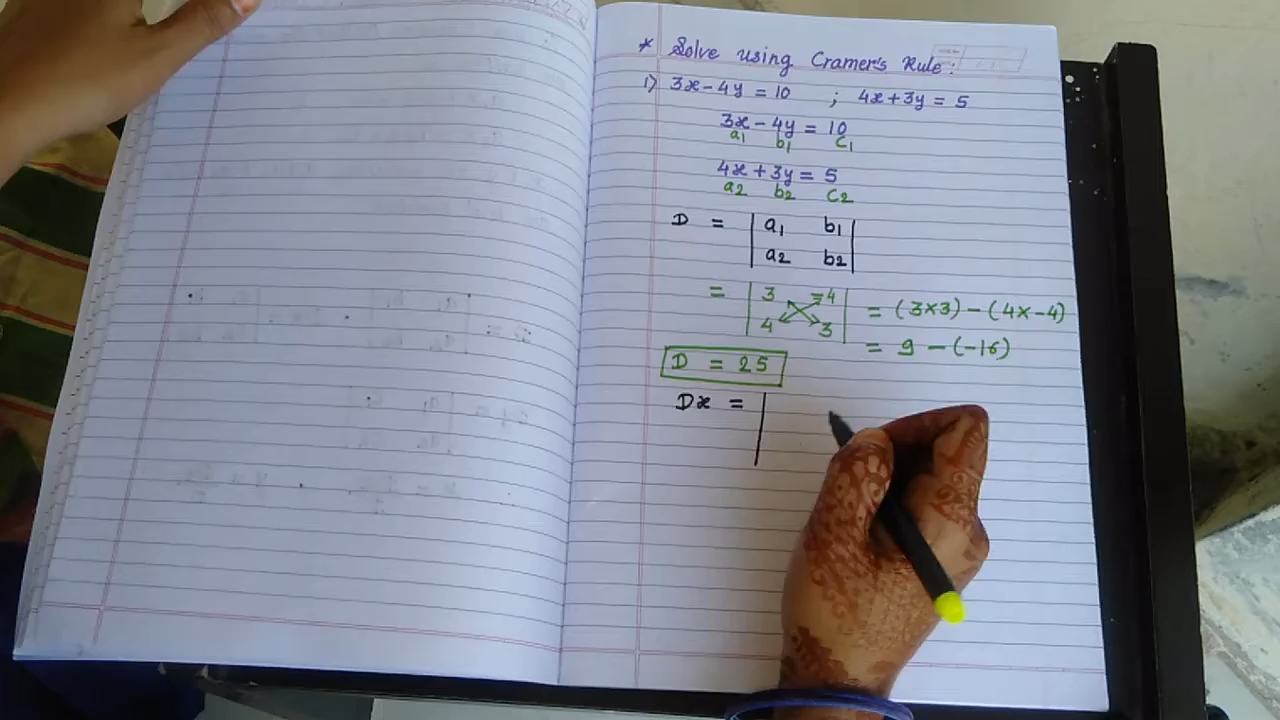 * Solve using Cramer's Rule:
1) 3x - 4y = 10 ; 4x + 3y = 5
3x - 4y = 10
a1 b1 c1
4x + 3y = 5
a2 b2 c2
D = | a1 b1 |
| a2 b2 |
= | 3 -4 | = (3×3) - (4×-4)
| 4 3 |
= 9 - (-16)
D = 25
Dx = |